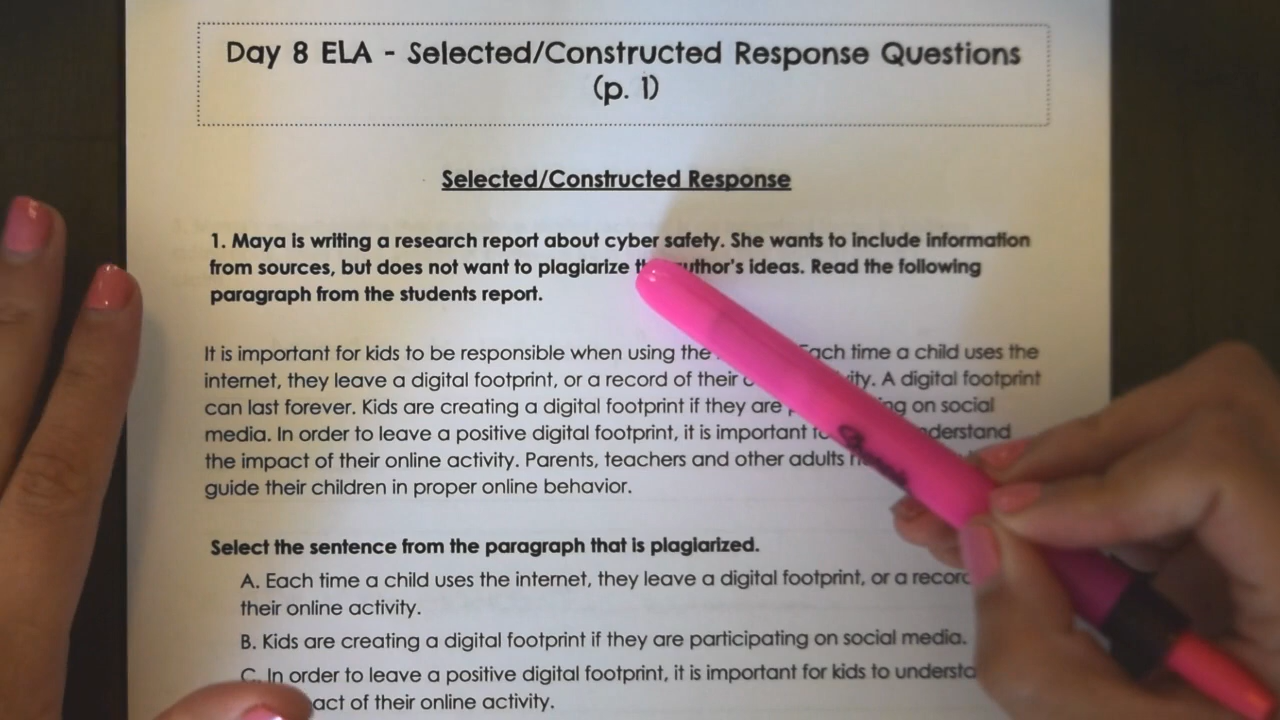 Day 8 ELA - Selected/Constructed Response Questions
(p. 1)
Selected/Constructed Response
1. Maya is writing a research report about cyber safety. She wants to include information
from sources, but does not want to plagiarize author's ideas. Read the following
paragraph from the students report.
It is important for kids to be responsible when using the Each time a child uses the
internet, they leave a digital footprint, or a record of their A digital footprint
can last forever. Kids are creating a digital footprint if they are on social
media. In order to leave a positive digital footprint, it is important understand
the impact of their online activity. Parents, teachers and other adults
guide their children in proper online behavior.
Select the sentence from the paragraph that is plagiarized.
A. Each time a child uses the internet, they leave a digital footprint, or a record
their online activity.
B. Kids are creating a digital footprint if they are participating on social media.
C. In order to leave a positive digital footprint, it is important for kids to understa
act of their online activity.
Sharpie